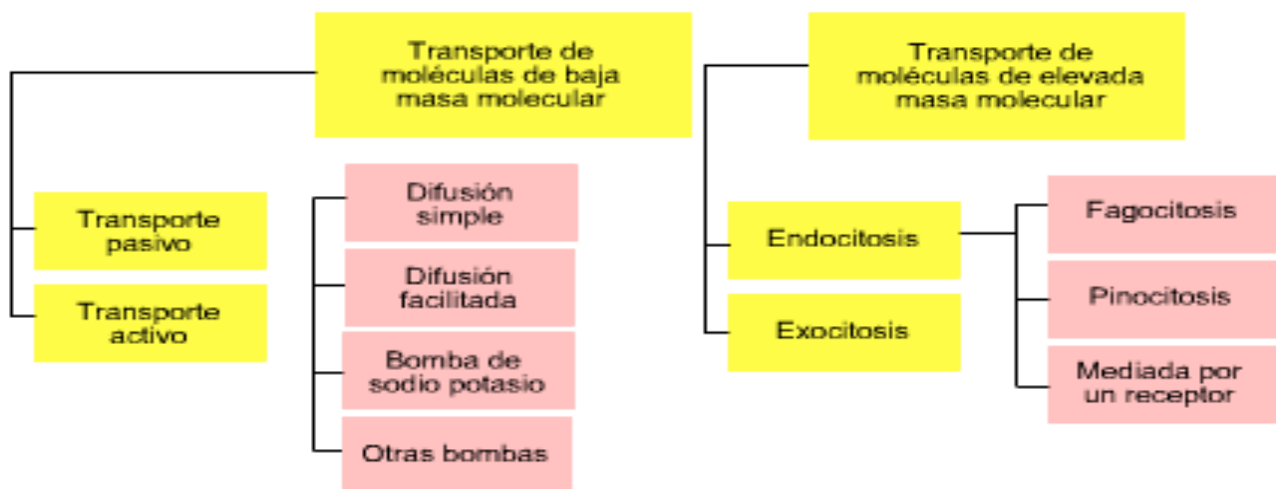 Transporte de
moléculas de baja
masa molecular
Transporte
pasivo
Transporte
activo
Difusión
simple
Difusión
facilitada
Bomba de
sodio potasio
Otras bombas
Transporte de
moléculas de elevada
masa molecular
Endocitosis
Exocitosis
Fagocitosis
Pinocitosis
Mediada por
un receptor